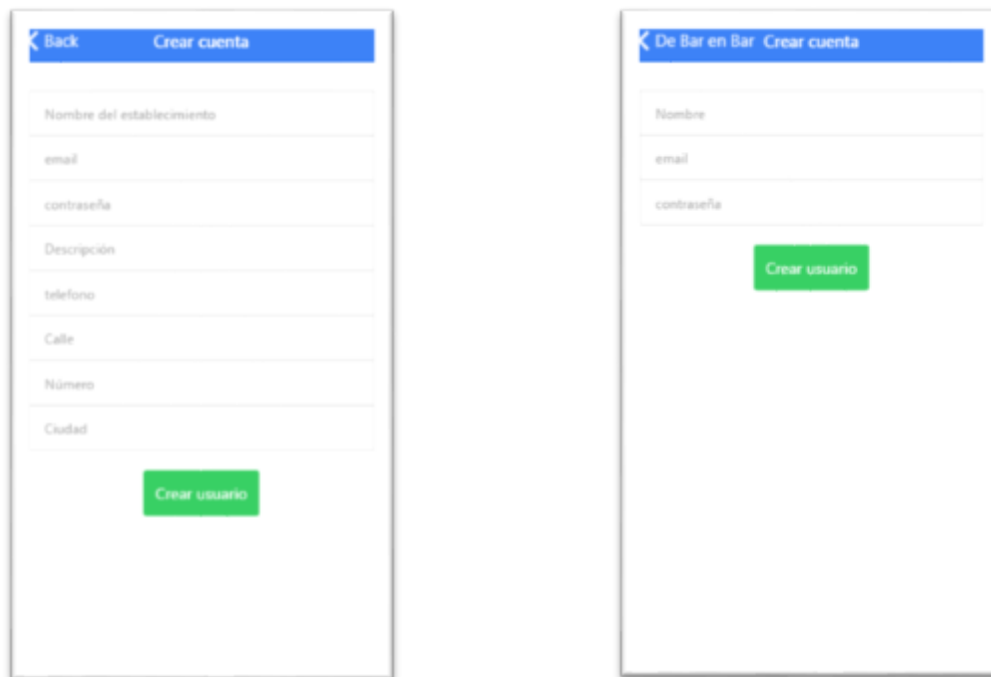 Back Crear cuenta
Nombre del establecimiento
email
contraseña
Descripción
telefono
Calle
Número
Ciudad
Crear usuario
De Bar en Bar Crear cuenta
Nombre
email
contraseña
Crear usuario